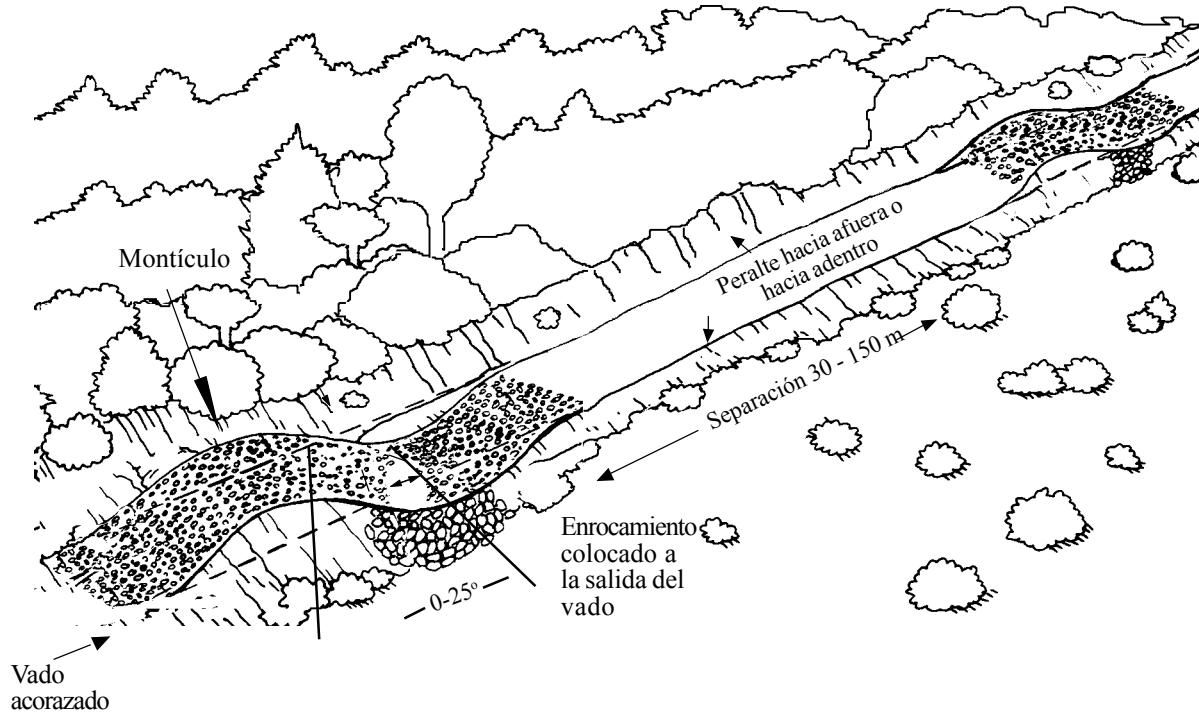 Montículo
Peralte hacia afuera o
hacia adentro
Separación 30 - 150 m
Enrocamiento
colocado a
la salida del
vado
0-25º
Vado
acorazado